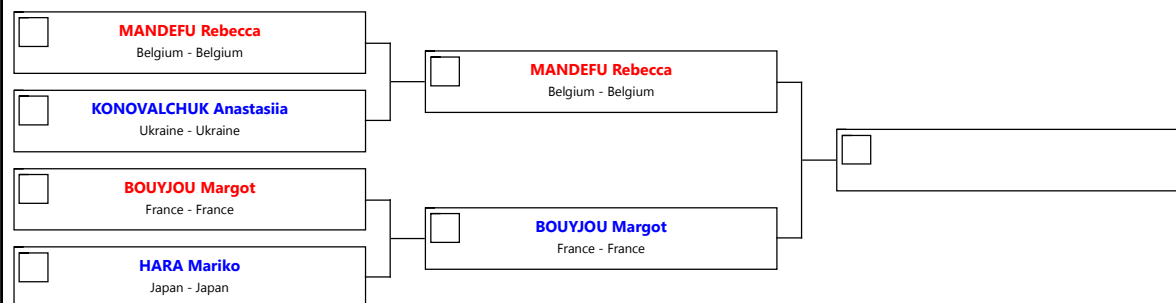 MANDEFU Rebecca
Belgium - Belgium
KONOVALCHUK Anastasiia
Ukraine - Ukraine
BOUYJOU Margot
France - France
HARA Mariko
Japan - Japan
MANDEFU Rebecca
Belgium - Belgium
BOUYJOU Margot
France - France